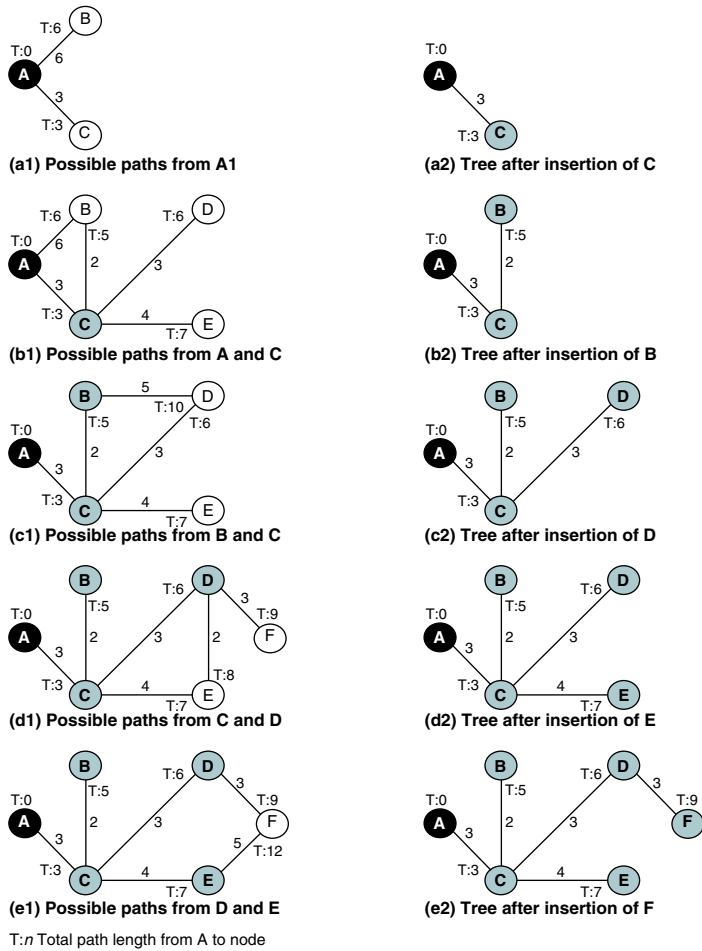 B
T:6
T:0
A
6
3
T:3
C
(a1) Possible paths from A1
T:0
A
3
T:3
C
(a2) Tree after insertion of C
T:6
B
T:6
D
T:0
6
T:5
A
2
3
3
T:3
C
4
T:7
E
(b1) Possible paths from A and C
B
T:0
T:5
A
3
2
T:3
C
(b2) Tree after insertion of B
B
5
D
T:10
T:0
T:5
T:6
A
3
2
3
T:3
C
4
T:7
E
(c1) Possible paths from B and C
B
D
T:0
T:5
T:6
A
3
2
3
T:3
C
(c2) Tree after insertion of D
B
T:6
D
3
T:0
T:5
T:9
A
3
2
3
2
F
T:8
T:3
C
4
T:7
E
(d1) Possible paths from C and D
B
T:6
D
T:0
T:5
A
3
2
3
T:3
C
4
T:7
E
(d2) Tree after insertion of E
B
T:6
D
3
T:0
T:5
T:9
A
3
2
3
F
5
T:12
T:3
C
4
T:7
E
(e1) Possible paths from D and E
B
T:6
D
3
T:0
T:5
T:9
A
3
2
3
F
T:3
C
4
T:7
E
(e2) Tree after insertion of F
T:n Total path length from A to node